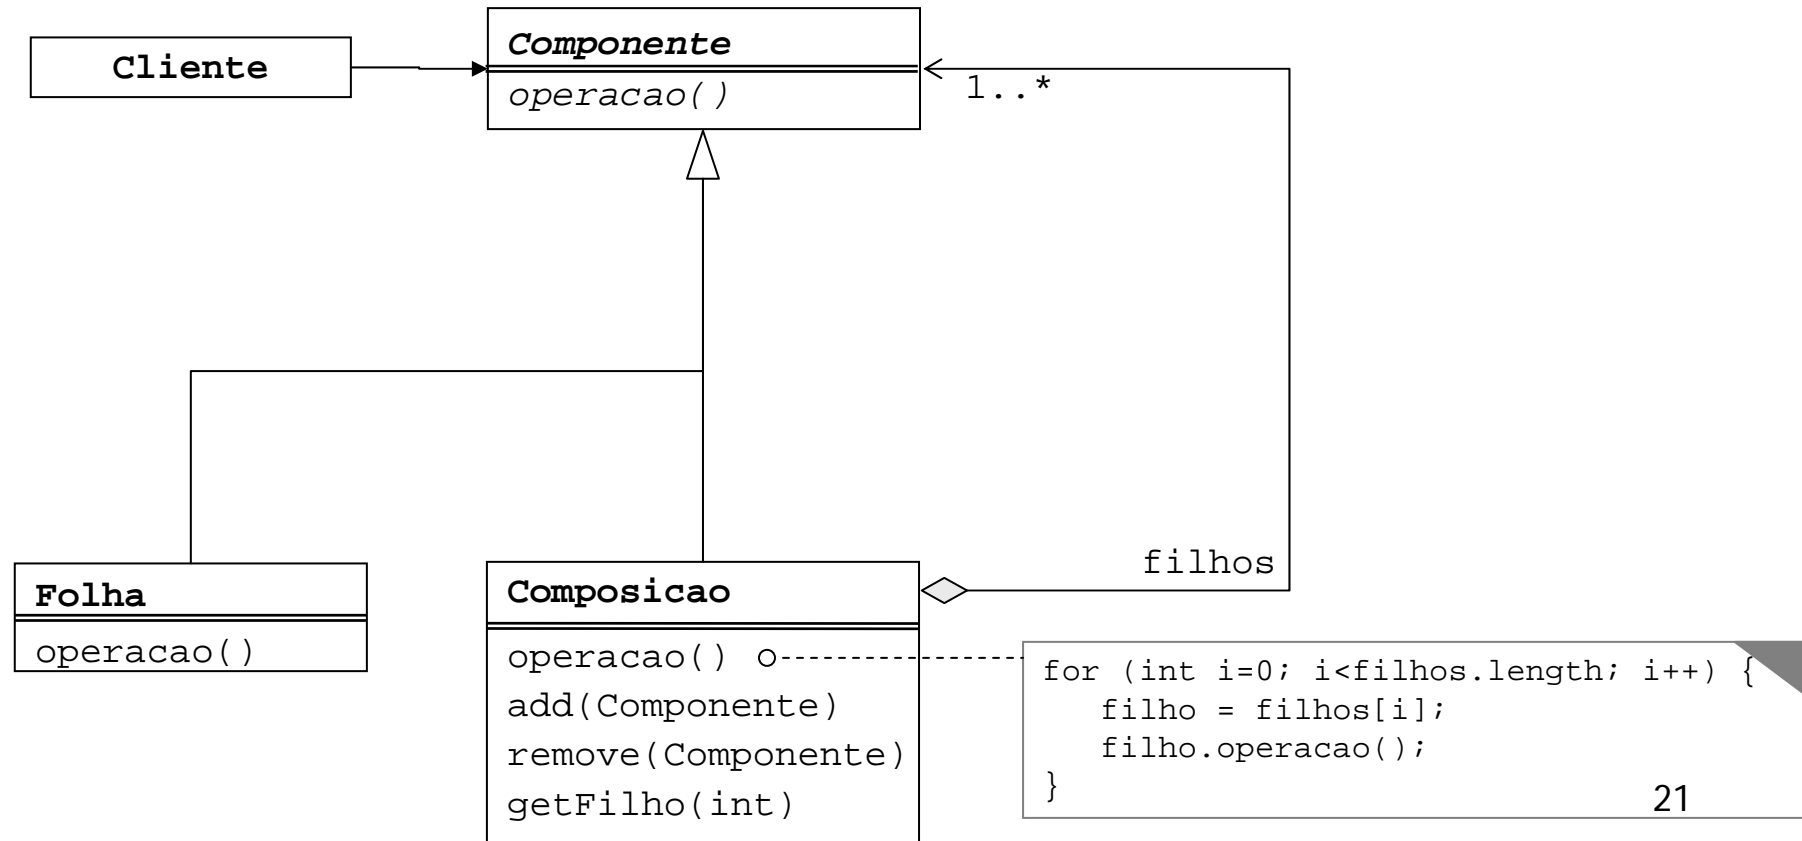 Cliente
Componente
operacao()
1..*
filhos
Folha
operacao()
Composicao
operacao()
add(Componente)
remove(Componente)
getFilho(int)
for (int i=0; i<filhos.length; i++) {
   filho = filhos[i];
   filho.operacao();
}
21